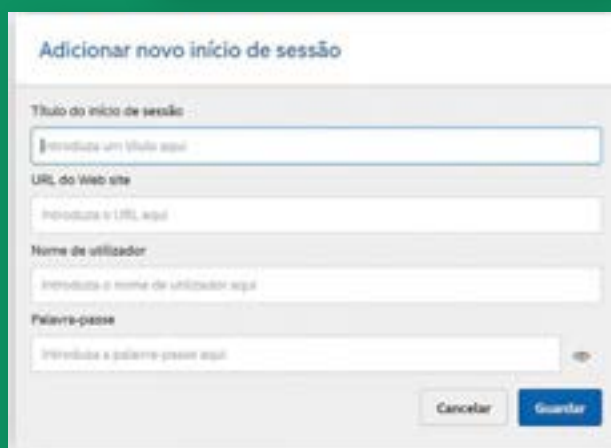 Adicionar novo início de sessão
Título do início de sessão
Introduza um título aqui
URL do Web site
Introduza o URL aqui
Nome de utilizador
Introduza o nome de utilizador aqui
Palavra-passe
Introduza a palavra-passe aqui
Cancelar Guardar